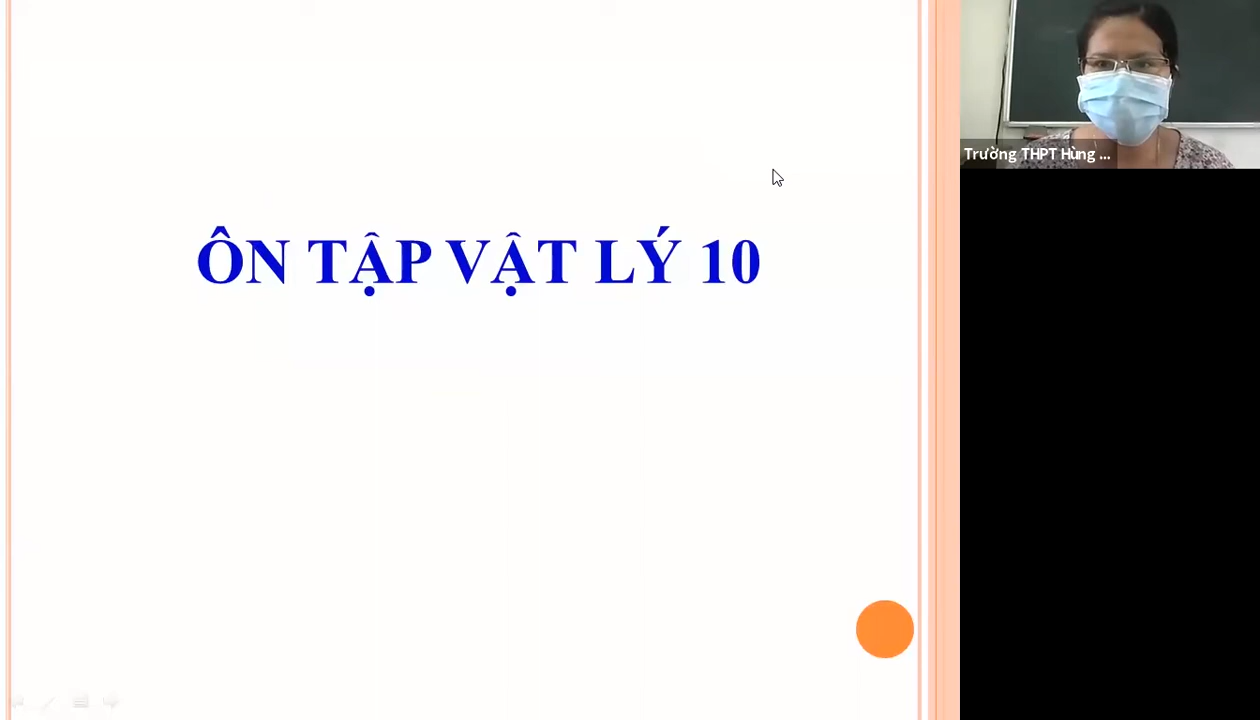 ÔN TẬP VẬT LÝ 10
Trường THPT Hùng ...